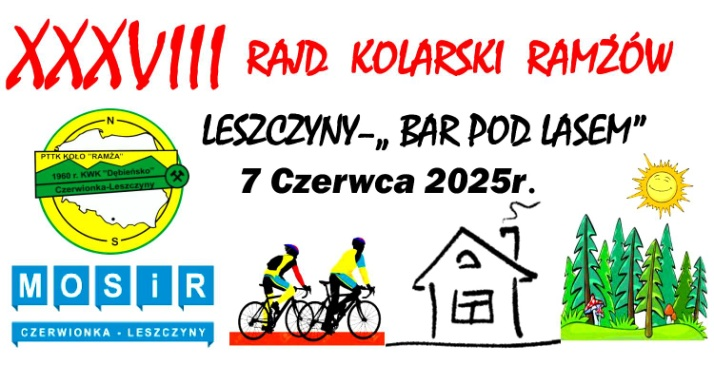 XXXVIII RAJD KOLARSKI RAMŻÓW
LESZCZYNY-„ BAR POD LASEM”
7 Czerwca 2025r.
N
PTTK KOŁO "RAMŻA"
1960 r. KWK "Dębieńsko"
Czerwionka-Leszczyny
S
MOSiR
CZERWIONKA - LESZCZYNY